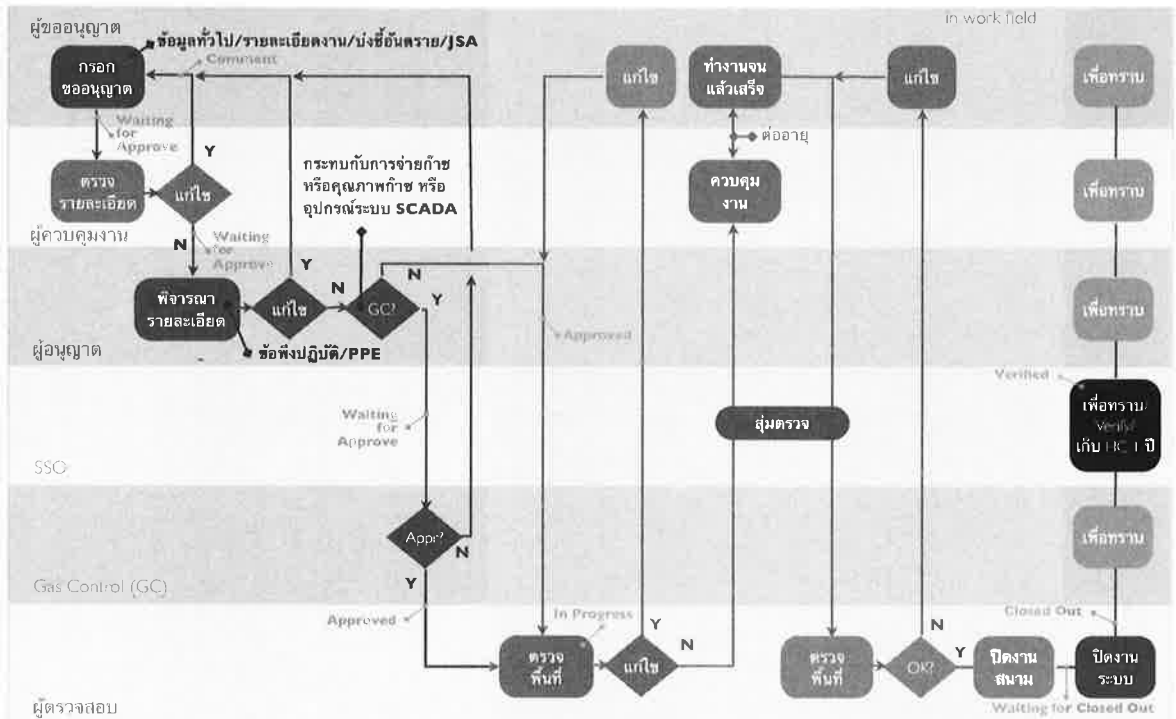 ผู้ขออนุญาต
in work field
ข้อมูลทั่วไป/รายละเอียดงาน/บ่งชี้อันตราย/JSA
กรอก
ขออนุญาต
Comment
แก้ไข
ทำงานจน
แล้วเสร็จ
แก้ไข
เพื่อทราบ
Waiting
for
Approve
Y
ต่ออายุ
ตรวจ
รายละเอียด
แก้ไข
กระทบกับการจ่ายก๊าซ
หรือคุณภาพก๊าซ หรือ
อุปกรณ์ระบบ SCADA
ควบคุม
งาน
เพื่อทราบ
ผู้ควบคุมงาน
N
Waiting
for
Approve
Y
N
N
Y
พิจารณา
รายละเอียด
แก้ไข
GC?
เพื่อทราบ
Approved
ผู้อนุญาต
ข้อพึงปฏิบัติ/PPE
Verified
Waiting
for
Approve
สุ่มตรวจ
เพื่อทราบ/
Verify/
เก็บ HC 1 ปี
SSO
Appr?
N
Y
เพื่อทราบ
Gas Control (GC)
Approved
In Progress
Y
N
N
Y
Closed Out
ตรวจ
พื้นที่
แก้ไข
ตรวจ
พื้นที่
OK?
ปิดงาน
สนาม
ปิดงาน
ระบบ
Waiting for Closed Out
ผู้ตรวจสอบ